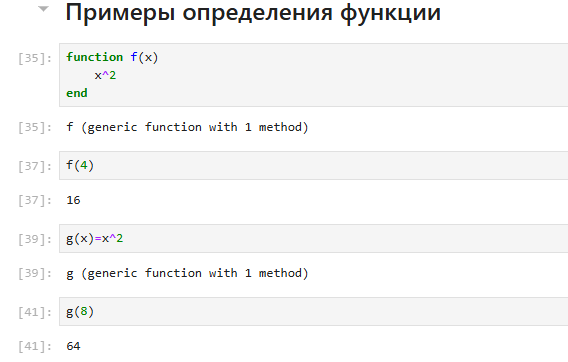 Примеры определения функции
[35]: function f(x)
x^2
end
[35]: f (generic function with 1 method)
[37]: f(4)
[37]: 16
[39]: g(x)=x^2
[39]: g (generic function with 1 method)
[41]: g(8)
[41]: 64